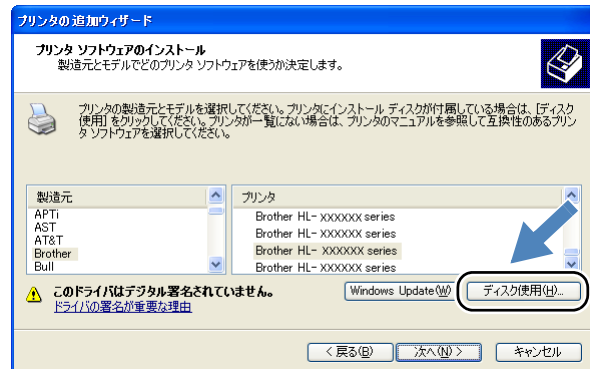 プリンタの追加ウィザード
プリンタ ソフトウェアのインストール
製造元とモデルでどのプリンタ ソフトウェアを使うか決定します。
プリンタの製造元とモデルを選択してください。プリンタにインストール ディスクが付属している場合は、[ディスク
使用] をクリックしてください。プリンタが一覧にない場合は、プリンタのマニュアルを参照して互換性のあるプリン
タ ソフトウェアを選択してください。
製造元
APTi
AST
AT&T
Brother
Bull
プリンタ
Brother HL- XXXXXX series
Brother HL- XXXXXX series
Brother HL- XXXXXX series
Brother HL- XXXXXX series
このドライバはデジタル署名されていません。
ドライバの署名が重要な理由
Windows Update(W)
ディスク使用(H)...
< 戻る(B)
次へ(N) >
キャンセル